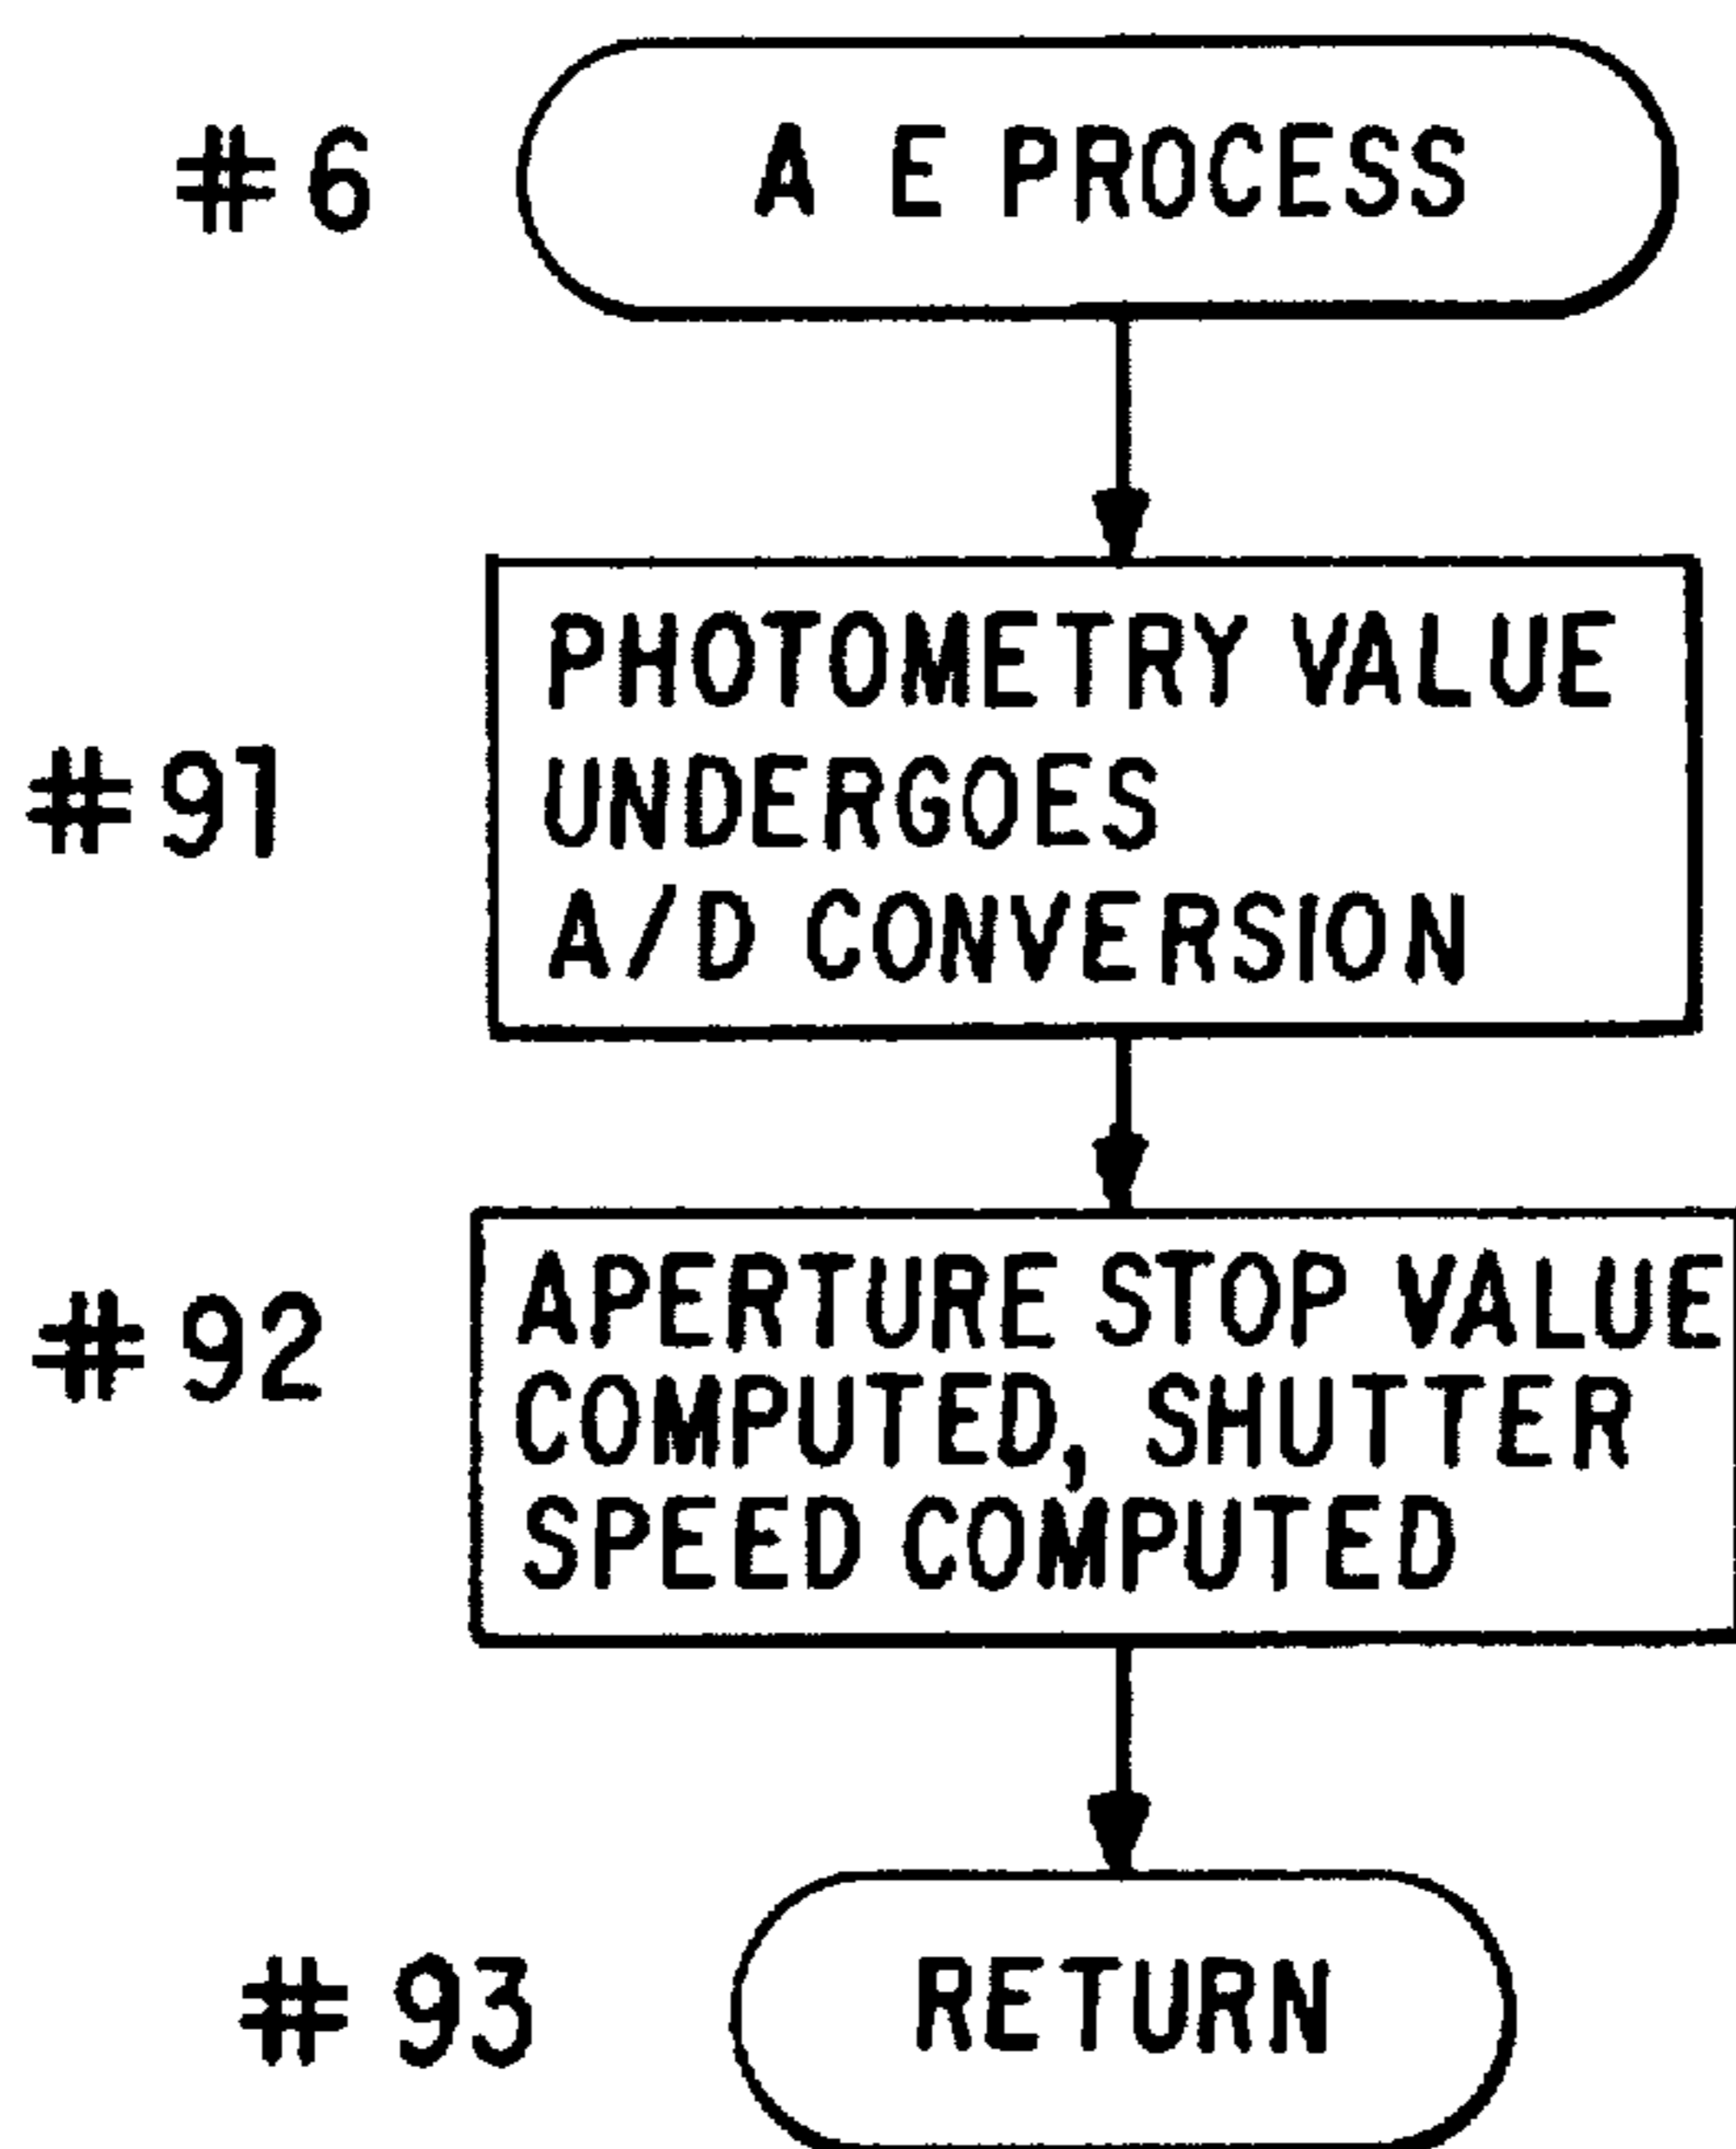 #6 A E PROCESS
PHOTOMETRY VALUE
#91 UNDERGOES
A/D CONVERSION
#92 APERTURE STOP VALUE
COMPUTED, SHUTTER
SPEED COMPUTED
#93 RETURN